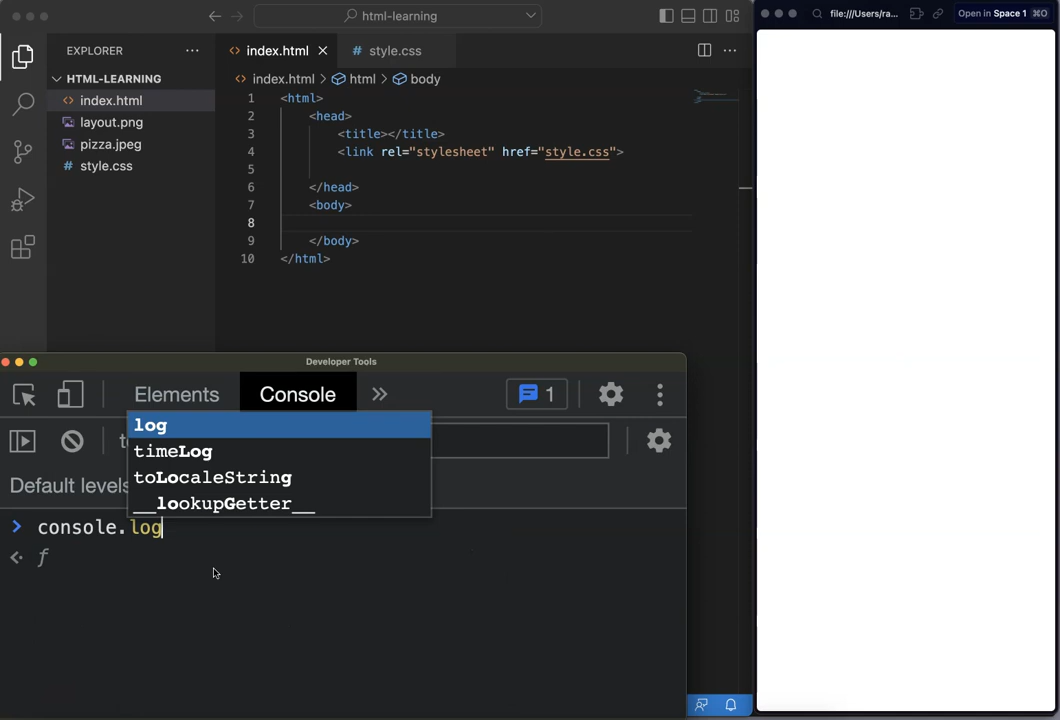 html-learning
file:///Users/ra...
Open in Space 1 ⌘O
EXPLORER
index.html
# style.css
HTML-LEARNING
index.html > html > body
index.html
layout.png
pizza.jpeg
# style.css
1 <html>
2 <head>
3 <title></title>
4 <link rel="stylesheet" href="style.css">
5
6 </head>
7 <body>
8
9 </body>
10 </html>
Developer Tools
Elements
Console
1
log
timeLog
toLocaleString
__lookupGetter__
Default levels
> console.log
f